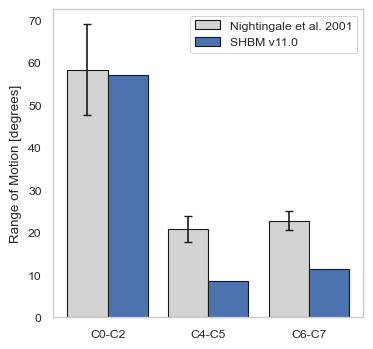 Nightingale et al. 2001
SHBM v11.0
Range of Motion [degrees]
70
60
50
40
30
20
10
0
C0-C2
C4-C5
C6-C7